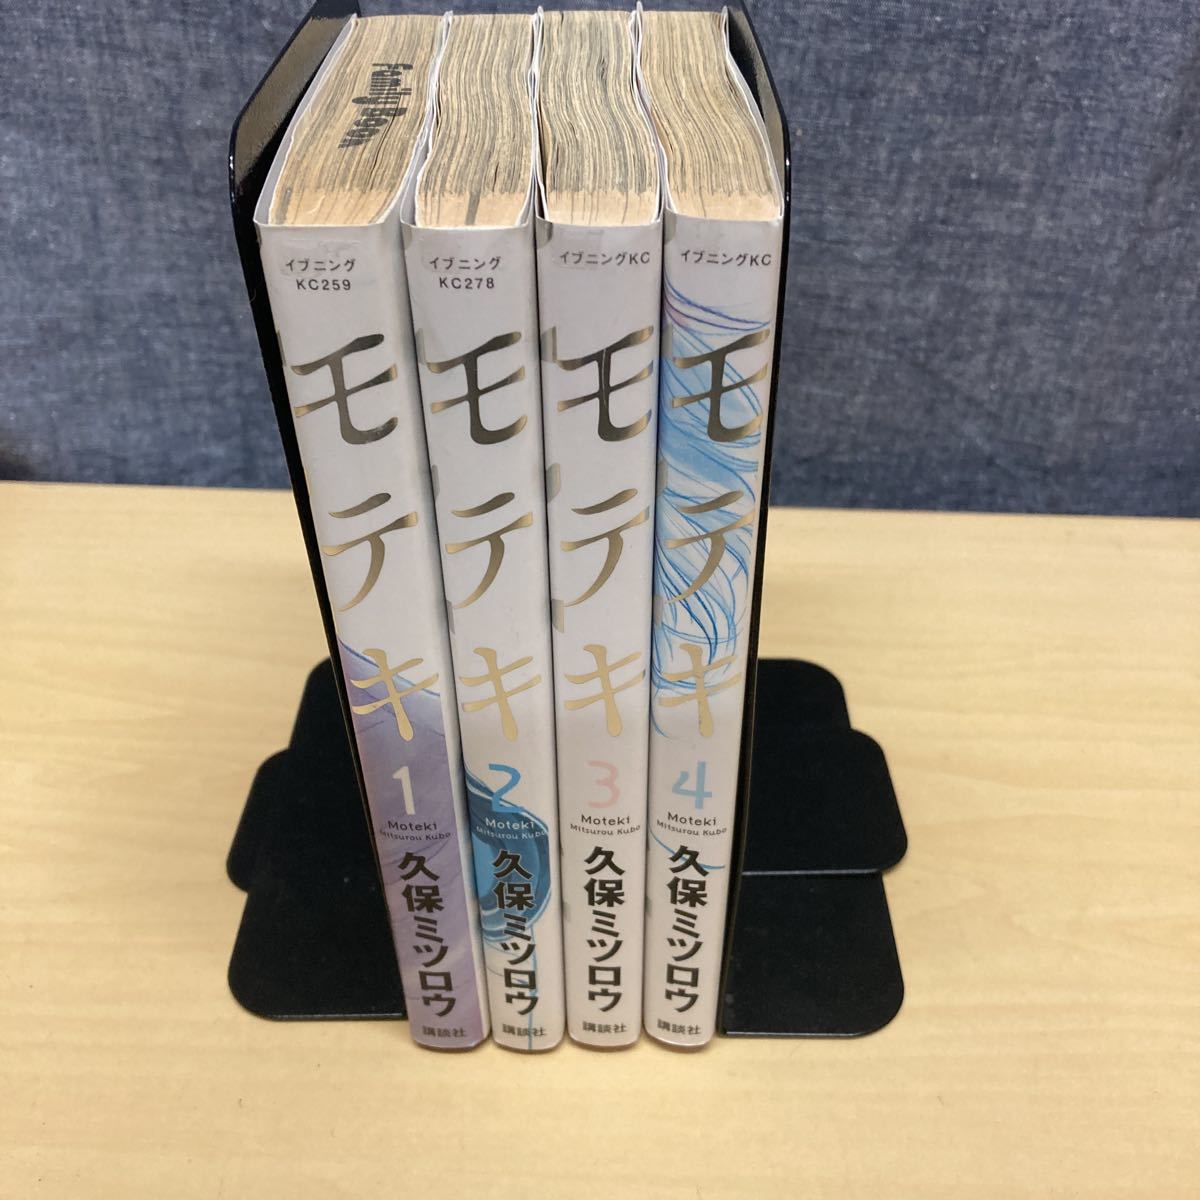 Family Book
イブニング
KC259
モテキ
1
Moteki
Mitsurou Kubo
久保ミツロウ
講談社
イブニング
KC278
モテキ
2
Moteki
Mitsurou Kubo
久保ミツロウ
講談社
イブニングKC
モテキ
3
Moteki
Mitsurou Kubo
久保ミツロウ
講談社
イブニングKC
モテキ
4
Moteki
Mitsurou Kubo
久保ミツロウ
講談社